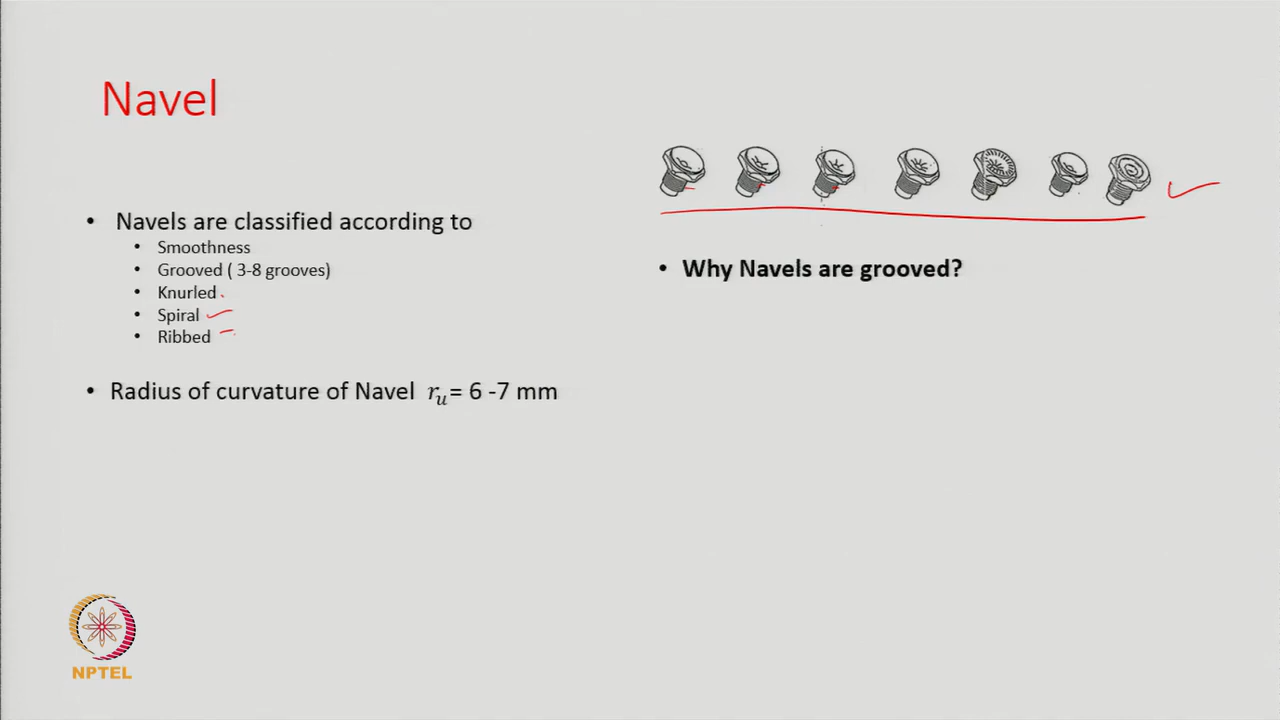 Navel
• Navels are classified according to
• Smoothness
• Grooved ( 3-8 grooves)
• Knurled
• Spiral
• Ribbed
• Radius of curvature of Navel r_u= 6 -7 mm
• Why Navels are grooved?
NPTEL